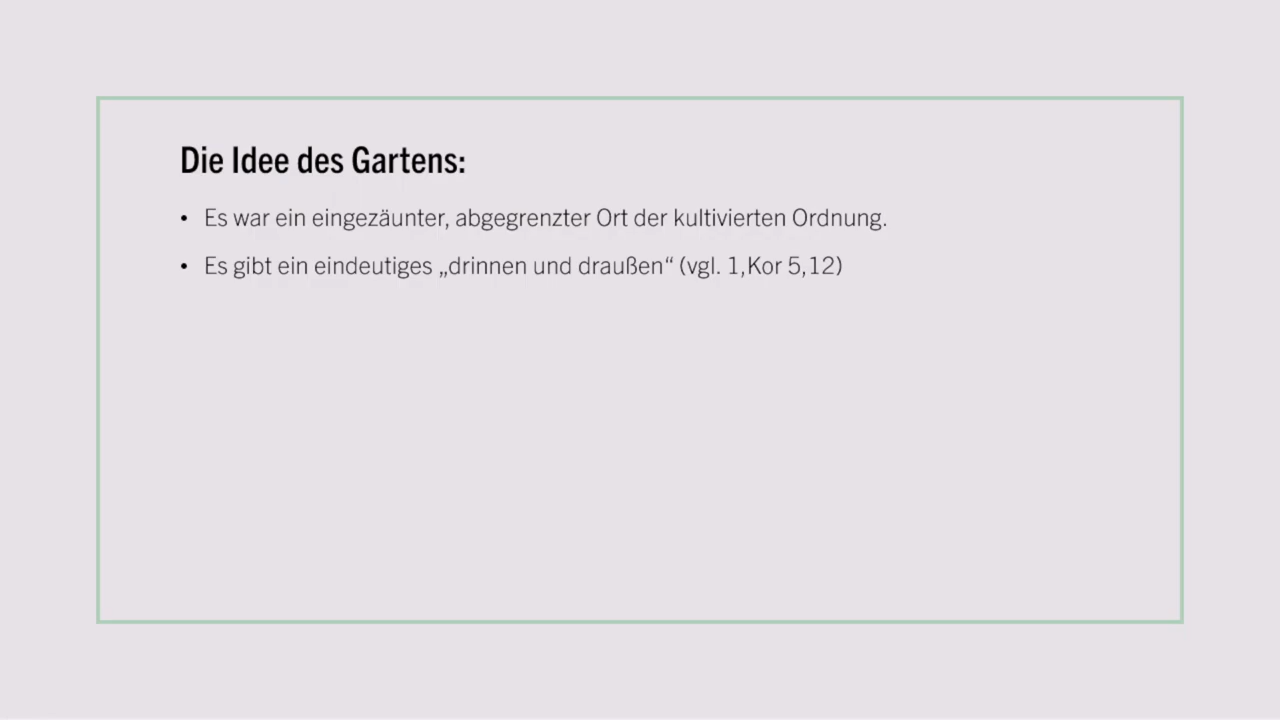 Die Idee des Gartens:
• Es war ein eingezäunter, abgegrenzter Ort der kultivierten Ordnung.
• Es gibt ein eindeutiges „drinnen und draußen“ (vgl. 1,Kor 5,12)